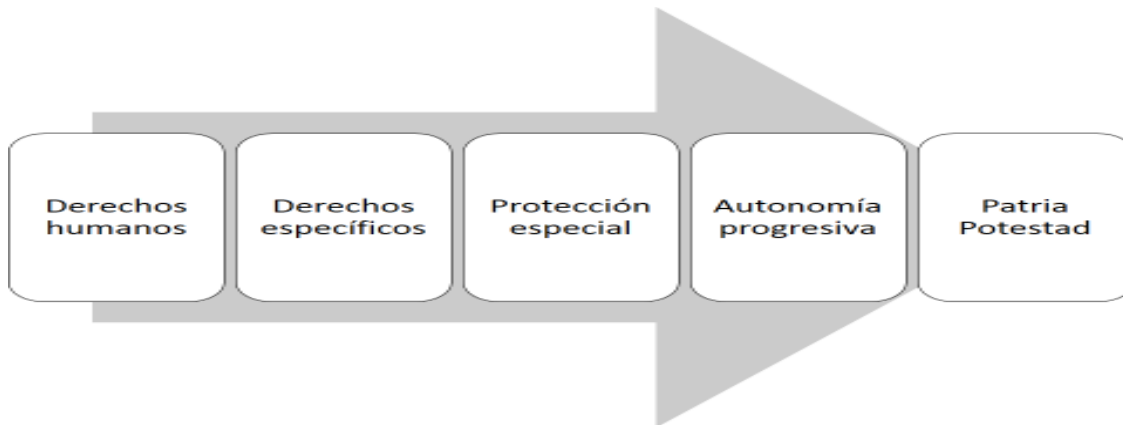 Derechos
humanos
Derechos
específicos
Protección
especial
Autonomía
progresiva
Patria
Potestad